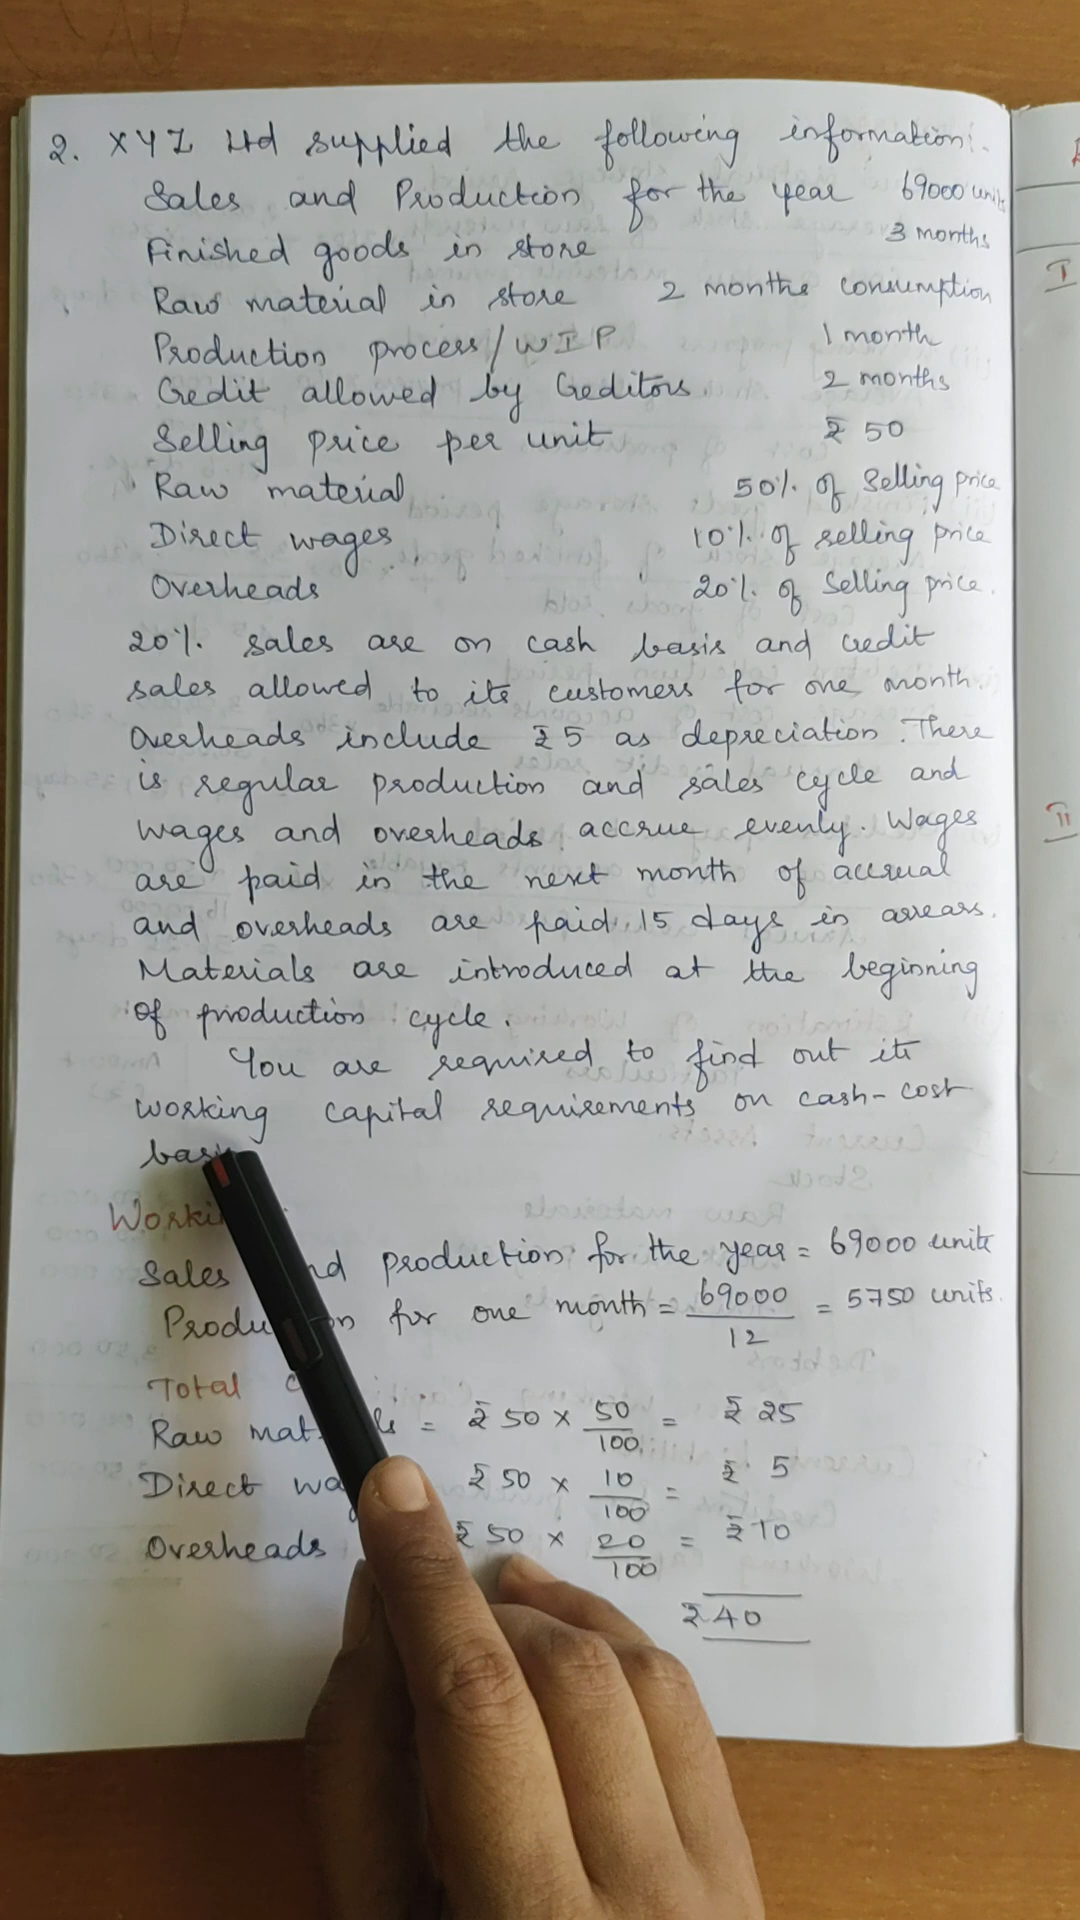 2. XYZ Ltd supplied the following information:-
Sales and Production for the year 69000 units
Finished goods in store 3 months
Raw material in store 2 months consumption
Production process/WIP 1 month
Credit allowed by Creditors 2 months
Selling price per unit ₹ 50
Raw material 50% of Selling price
Direct wages 10% of selling price
Overheads 20% of Selling price.
20% sales are on cash basis and credit
sales allowed to its customers for one month.
Overheads include ₹5 as depreciation. There
is regular production and sales cycle and
wages and overheads accrue evenly. Wages
are paid in the next month of accrual
and overheads are paid 15 days in arrears.
Materials are introduced at the beginning
of production cycle.
You are required to find out its
working capital requirements on cash-cost
basis
Workin
Sales nd production for the year = 69000 units
Produ n for one month = 69000/12 = 5750 units.
Total c
Raw mat ls = ₹50 × 50/100 = ₹ 25
Direct wa ₹50 × 10/100 = ₹ 5
Overheads ₹50 × 20/100 = ₹10
₹40